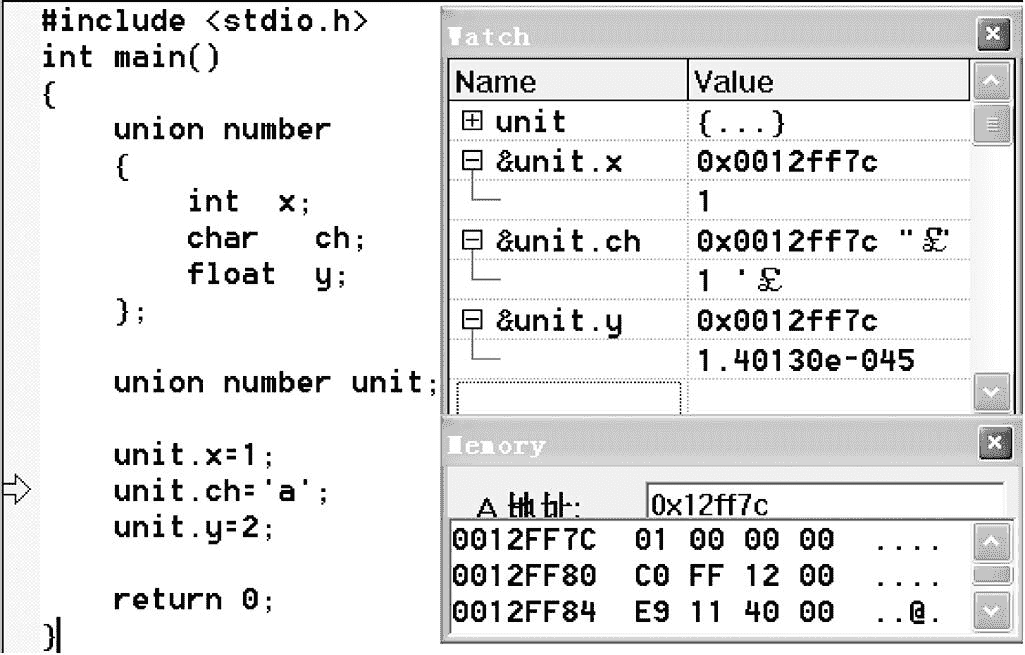 #include <stdio.h>
int main()
{
union number
{
int x;
char ch;
float y;
};
union number unit;
unit.x=1;
unit.ch='a';
unit.y=2;
return 0;
}
Watch
Name Value
unit {...}
&unit.x 0x0012ff7c
1
&unit.ch 0x0012ff7c "£"
1 '£
&unit.y 0x0012ff7c
1.40130e-045
Memory
A 地址: 0x12ff7c
0012FF7C 01 00 00 00 ....
0012FF80 C0 FF 12 00 ....
0012FF84 E9 11 40 00 ..@.